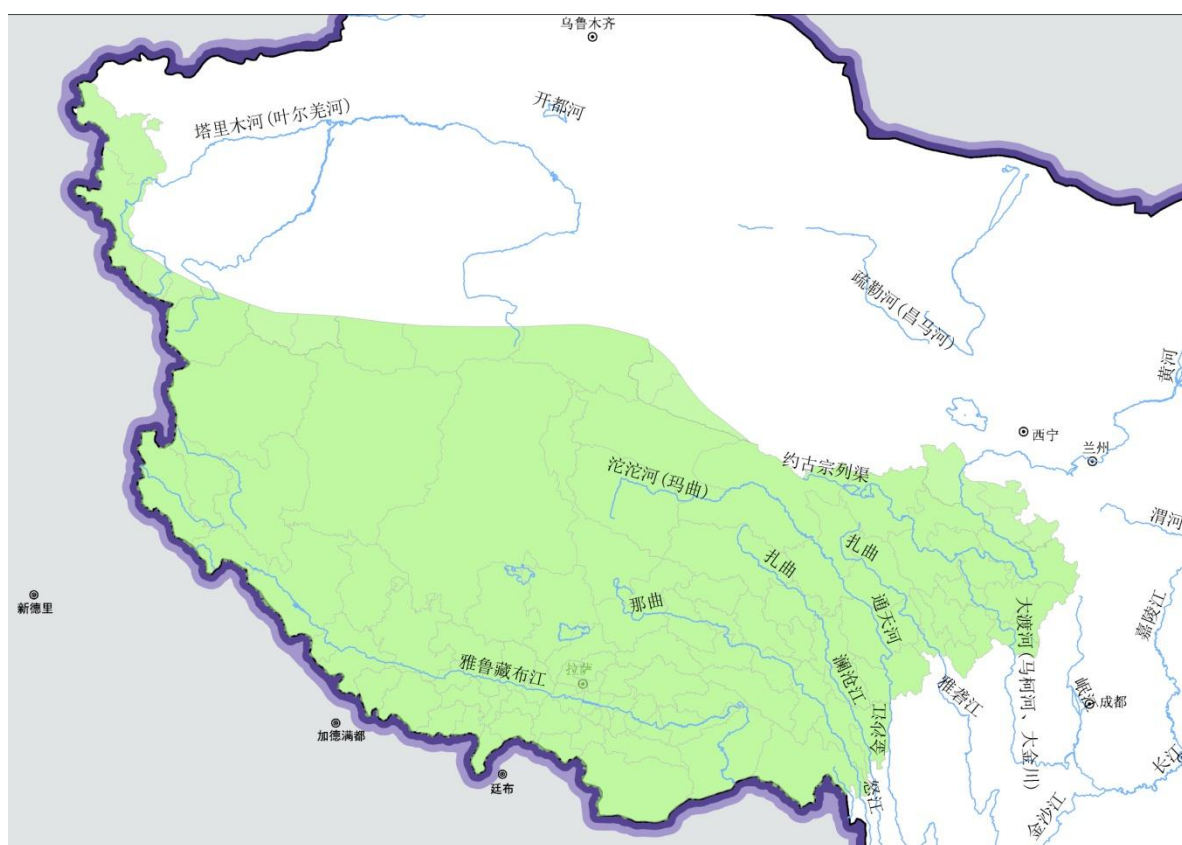 乌鲁木齐
开都河
塔里木河(叶尔羌河)
疏勒河(昌马河)
黄河
西宁
兰州
约古宗列渠
沱沱河(玛曲)
渭河
扎曲
扎曲
新德里
那曲
通天河
大渡河(马柯河、大金川)
嘉陵江
雅鲁藏布江
拉萨
澜沧江
雅砻江
岷江
成都
加德满都
金沙江
长江
廷布
怒江
金沙江